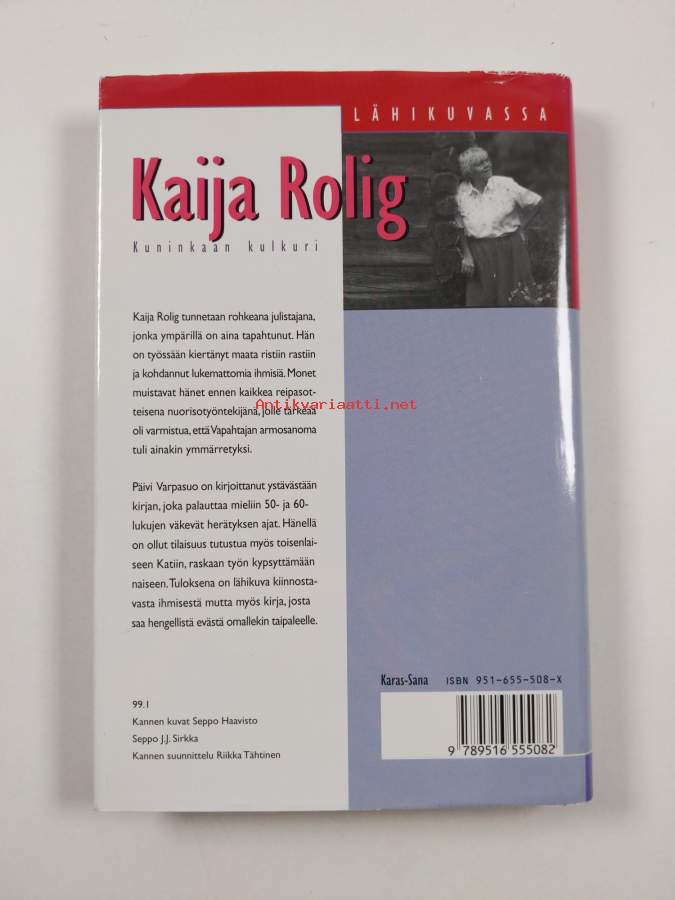 LÄHIKUVASSA
Kaija Rolig
Kuninkaan kulkuri
Kaija Rolig tunnetaan rohkeana julistajana,
jonka ympärillä on aina tapahtunut. Hän
on työssään kiertänyt maata ristiin rastiin
ja kohdannut lukemattomia ihmisiä. Monet
muistavat hänet ennen kaikkea reipasot-
teisena nuorisotyöntekijänä, jolle tärkeää
oli varmistua, että Vapahtajan armosanoma
tuli ainakin ymmärretyksi.
Antikvariaatti.net
Päivi Varpasuo on kirjoittanut ystävästään
kirjan, joka palauttaa mieliin 50- ja 60-
lukujen väkevät herätyksen ajat. Hänellä
on ollut tilaisuus tutustua myös toisenlai-
seen Katiin, raskaan työn kypsyttämään
naiseen. Tuloksena on lähikuva kiinnosta-
vasta ihmisestä mutta myös kirja, josta
saa hengellistä evästä omallekin taipaleelle.
99.1
Kannen kuvat Seppo Haavisto
Seppo J.J. Sirkka
Kannen suunnittelu Riikka Tähtinen
Karas-Sana ISBN 951-655-508-X
9 789516 555082